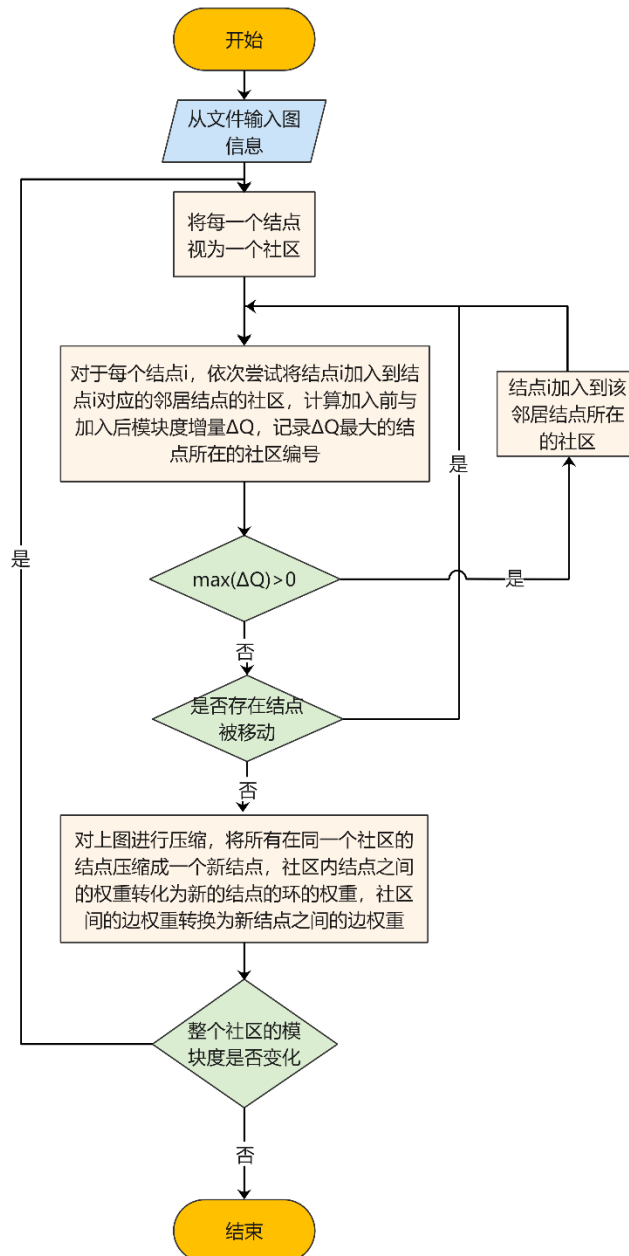 开始
从文件输入图
信息
将每一个结点
视为一个社区
对于每个结点i，依次尝试将结点i加入到结
点i对应的邻居结点的社区，计算加入前与
加入后模块度增量ΔQ，记录ΔQ最大的结
点所在的社区编号
结点i加入到该
邻居结点所在
的社区
是
是
max(ΔQ)>0
是
否
是否存在结点
被移动
否
对上图进行压缩，将所有在同一个社区的
结点压缩成一个新结点，社区内结点之间
的权重转化为新的结点的环的权重，社区
间的边权重转换为新结点之间的边权重
整个社区的模
块度是否变化
否
结束